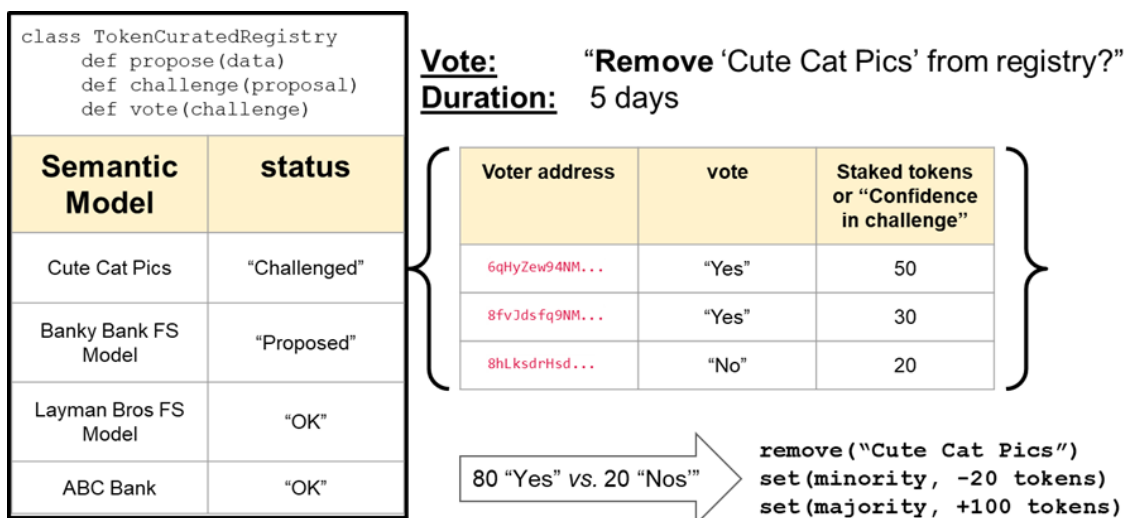 class TokenCuratedRegistry
def propose(data)
def challenge(proposal)
def vote(challenge)
Semantic Model status
Cute Cat Pics “Challenged”
Banky Bank FS Model “Proposed”
Layman Bros FS Model “OK”
ABC Bank “OK”
Vote: “Remove ‘Cute Cat Pics’ from registry?”
Duration: 5 days
Voter address vote Staked tokens or “Confidence in challenge”
6qHyZew94NM... “Yes” 50
8fvJdsfq9NM... “Yes” 30
8hLksdrHsd... “No” 20
80 “Yes” vs. 20 “Nos’”
remove(“Cute Cat Pics”)
set(minority, -20 tokens)
set(majority, +100 tokens)